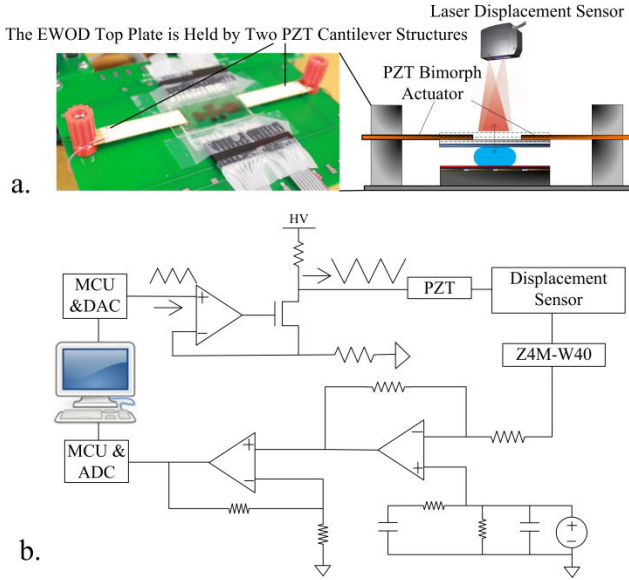 Laser Displacement Sensor
The EWOD Top Plate is Held by Two PZT Cantilever Structures
PZT Bimorph
Actuator
a.
HV
MCU
&DAC
PZT
Displacement
Sensor
Z4M-W40
MCU &
ADC
b.